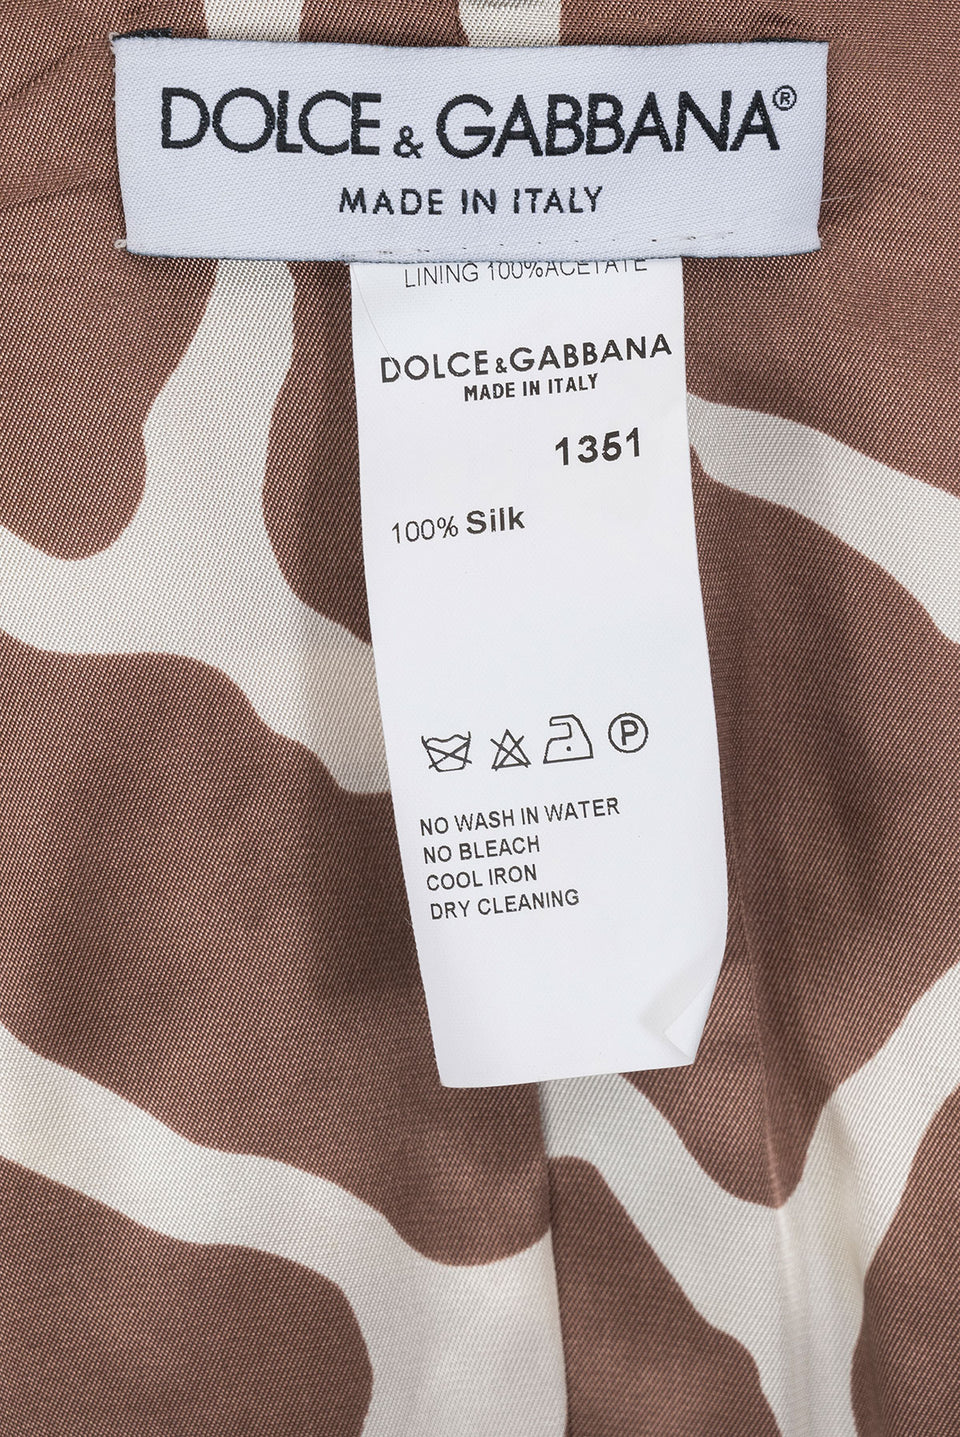 DOLCE & GABBANA®
MADE IN ITALY
LINING 100%ACETATE
DOLCE & GABBANA
MADE IN ITALY
1351
100% Silk
P
NO WASH IN WATER
NO BLEACH
COOL IRON
DRY CLEANING